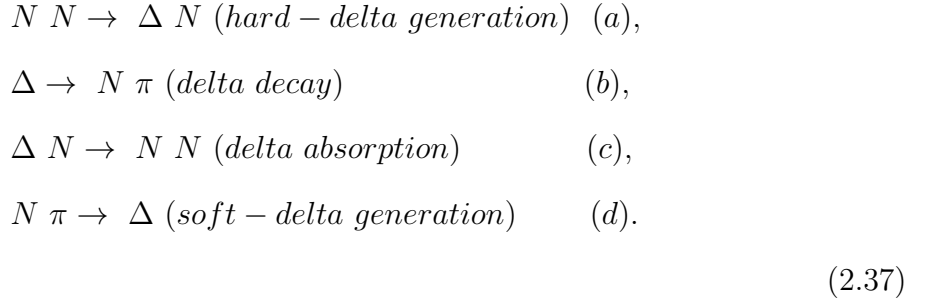 N N → Δ N (hard − delta generation) (a),
Δ → N π (delta decay) (b),
Δ N → N N (delta absorption) (c),
N π → Δ (soft − delta generation) (d).
(2.37)